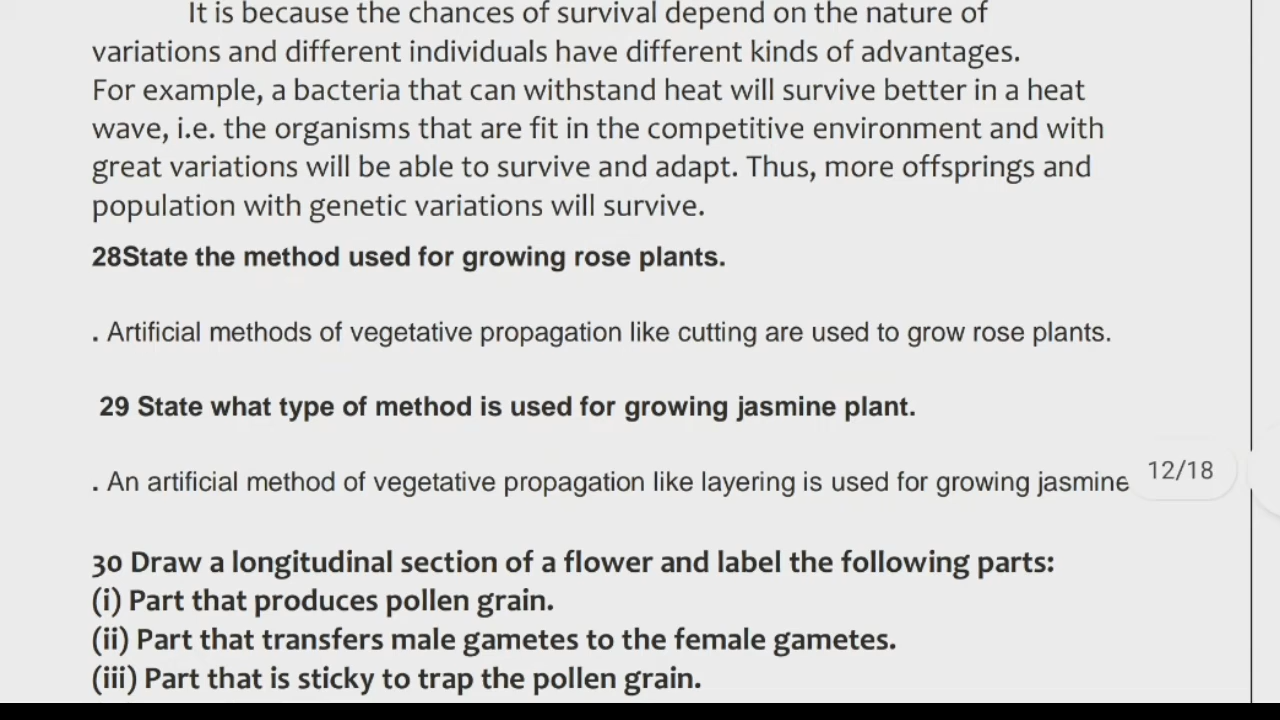 It is because the chances of survival depend on the nature of
variations and different individuals have different kinds of advantages.
For example, a bacteria that can withstand heat will survive better in a heat
wave, i.e. the organisms that are fit in the competitive environment and with
great variations will be able to survive and adapt. Thus, more offsprings and
population with genetic variations will survive.
28State the method used for growing rose plants.
. Artificial methods of vegetative propagation like cutting are used to grow rose plants.
29 State what type of method is used for growing jasmine plant.
. An artificial method of vegetative propagation like layering is used for growing jasmine
12/18
30 Draw a longitudinal section of a flower and label the following parts:
(i) Part that produces pollen grain.
(ii) Part that transfers male gametes to the female gametes.
(iii) Part that is sticky to trap the pollen grain.